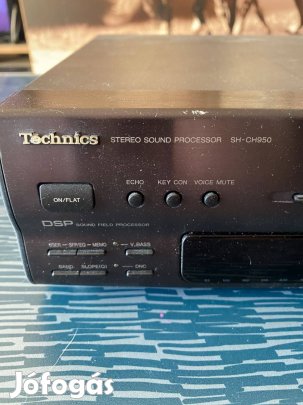 Technics STEREO SOUND PROCESSOR SH-CH950
ECHO KEY CON VOICE MUTE
ON/FLAT
DSP SOUND FIELD PROCESSOR
MEMO V.BASS
Jófogás